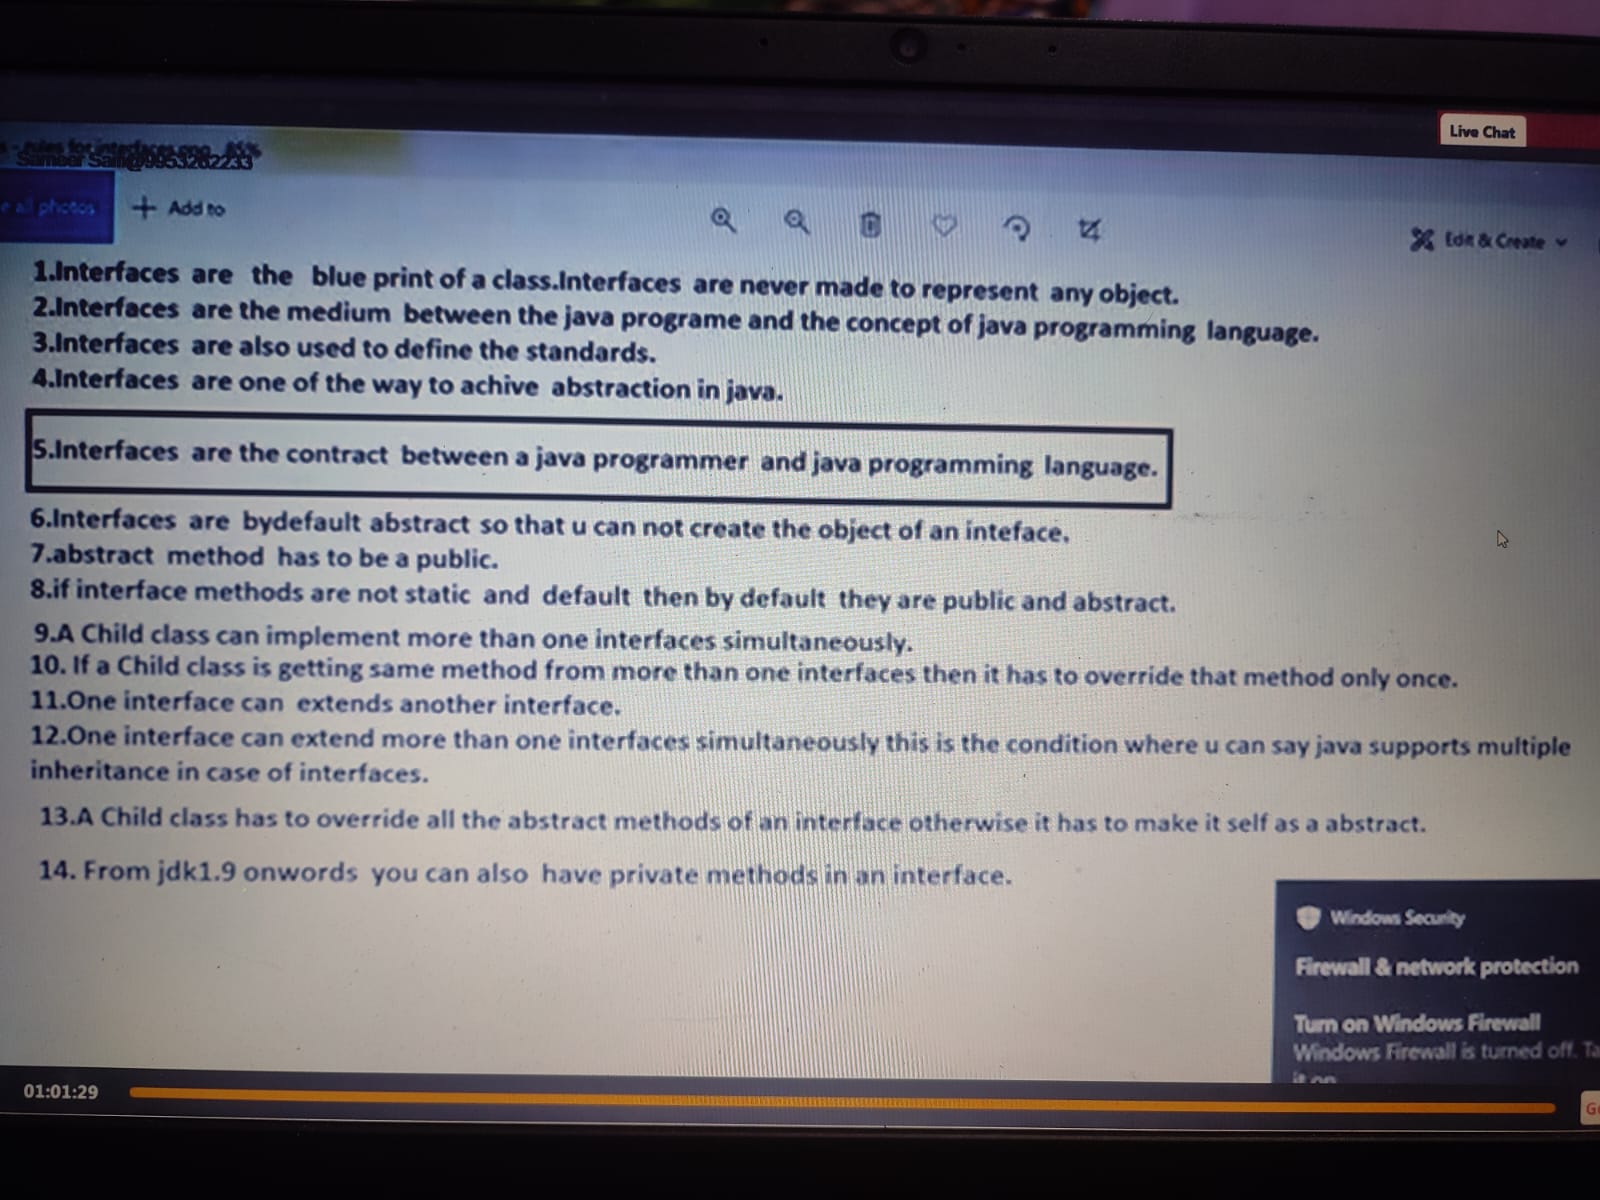 Live Chat
rules for interfaces.png 85%
e all photos
Add to
Edit & Create
1.Interfaces are the blue print of a class.Interfaces are never made to represent any object.
2.Interfaces are the medium between the java programe and the concept of java programming language.
3.Interfaces are also used to define the standards.
4.Interfaces are one of the way to achive abstraction in java.
5.Interfaces are the contract between a java programmer and java programming language.
6.Interfaces are bydefault abstract so that u can not create the object of an inteface.
7.abstract method has to be a public.
8.if interface methods are not static and default then by default they are public and abstract.
9.A Child class can implement more than one interfaces simultaneously.
10. If a Child class is getting same method from more than one interfaces then it has to override that method only once.
11.One interface can extends another interface.
12.One interface can extend more than one interfaces simultaneously this is the condition where u can say java supports multiple
inheritance in case of interfaces.
13.A Child class has to override all the abstract methods of an interface otherwise it has to make it self as a abstract.
14. From jdk1.9 onwords you can also have private methods in an interface.
Windows Security
Firewall & network protection
Turn on Windows Firewall
Windows Firewall is turned off. Ta
it on
01:01:29